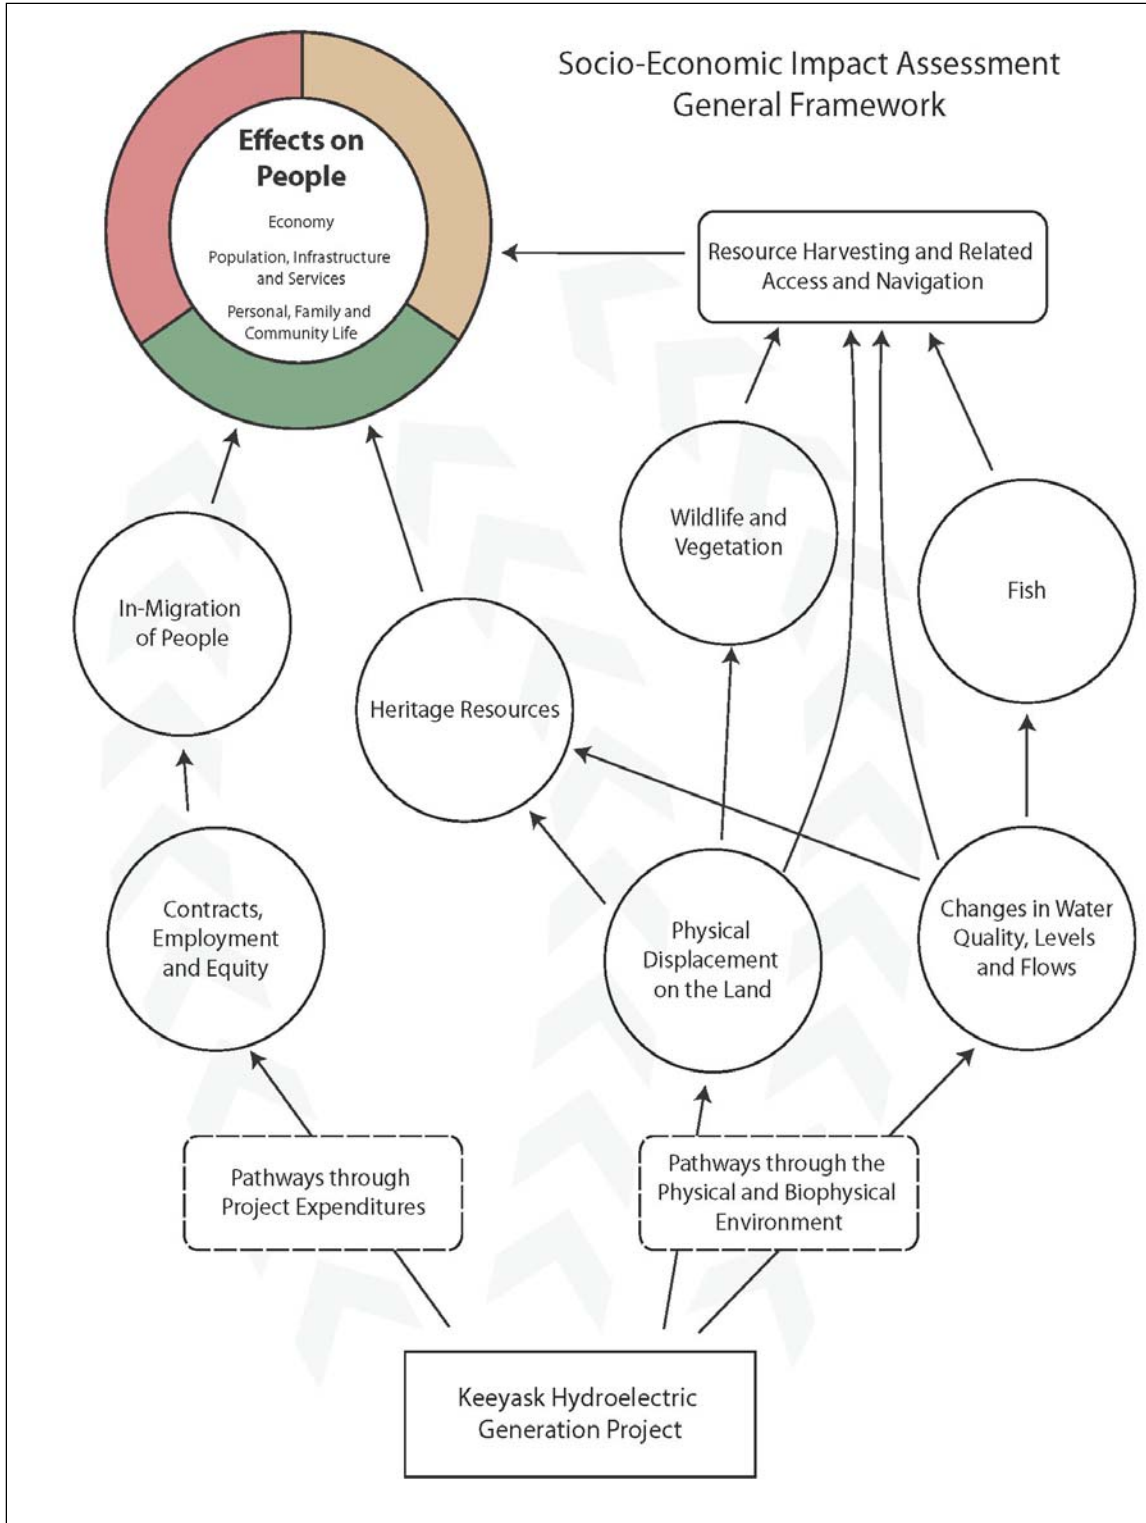 Socio-Economic Impact Assessment
General Framework
Effects on
People
Economy
Population, Infrastructure
and Services
Personal, Family and
Community Life
Resource Harvesting and Related
Access and Navigation
Wildlife and
Vegetation
Fish
In-Migration
of People
Heritage Resources
Contracts,
Employment
and Equity
Physical
Displacement
on the Land
Changes in Water
Quality, Levels
and Flows
Pathways through
Project Expenditures
Pathways through the
Physical and Biophysical
Environment
Keeyask Hydroelectric
Generation Project